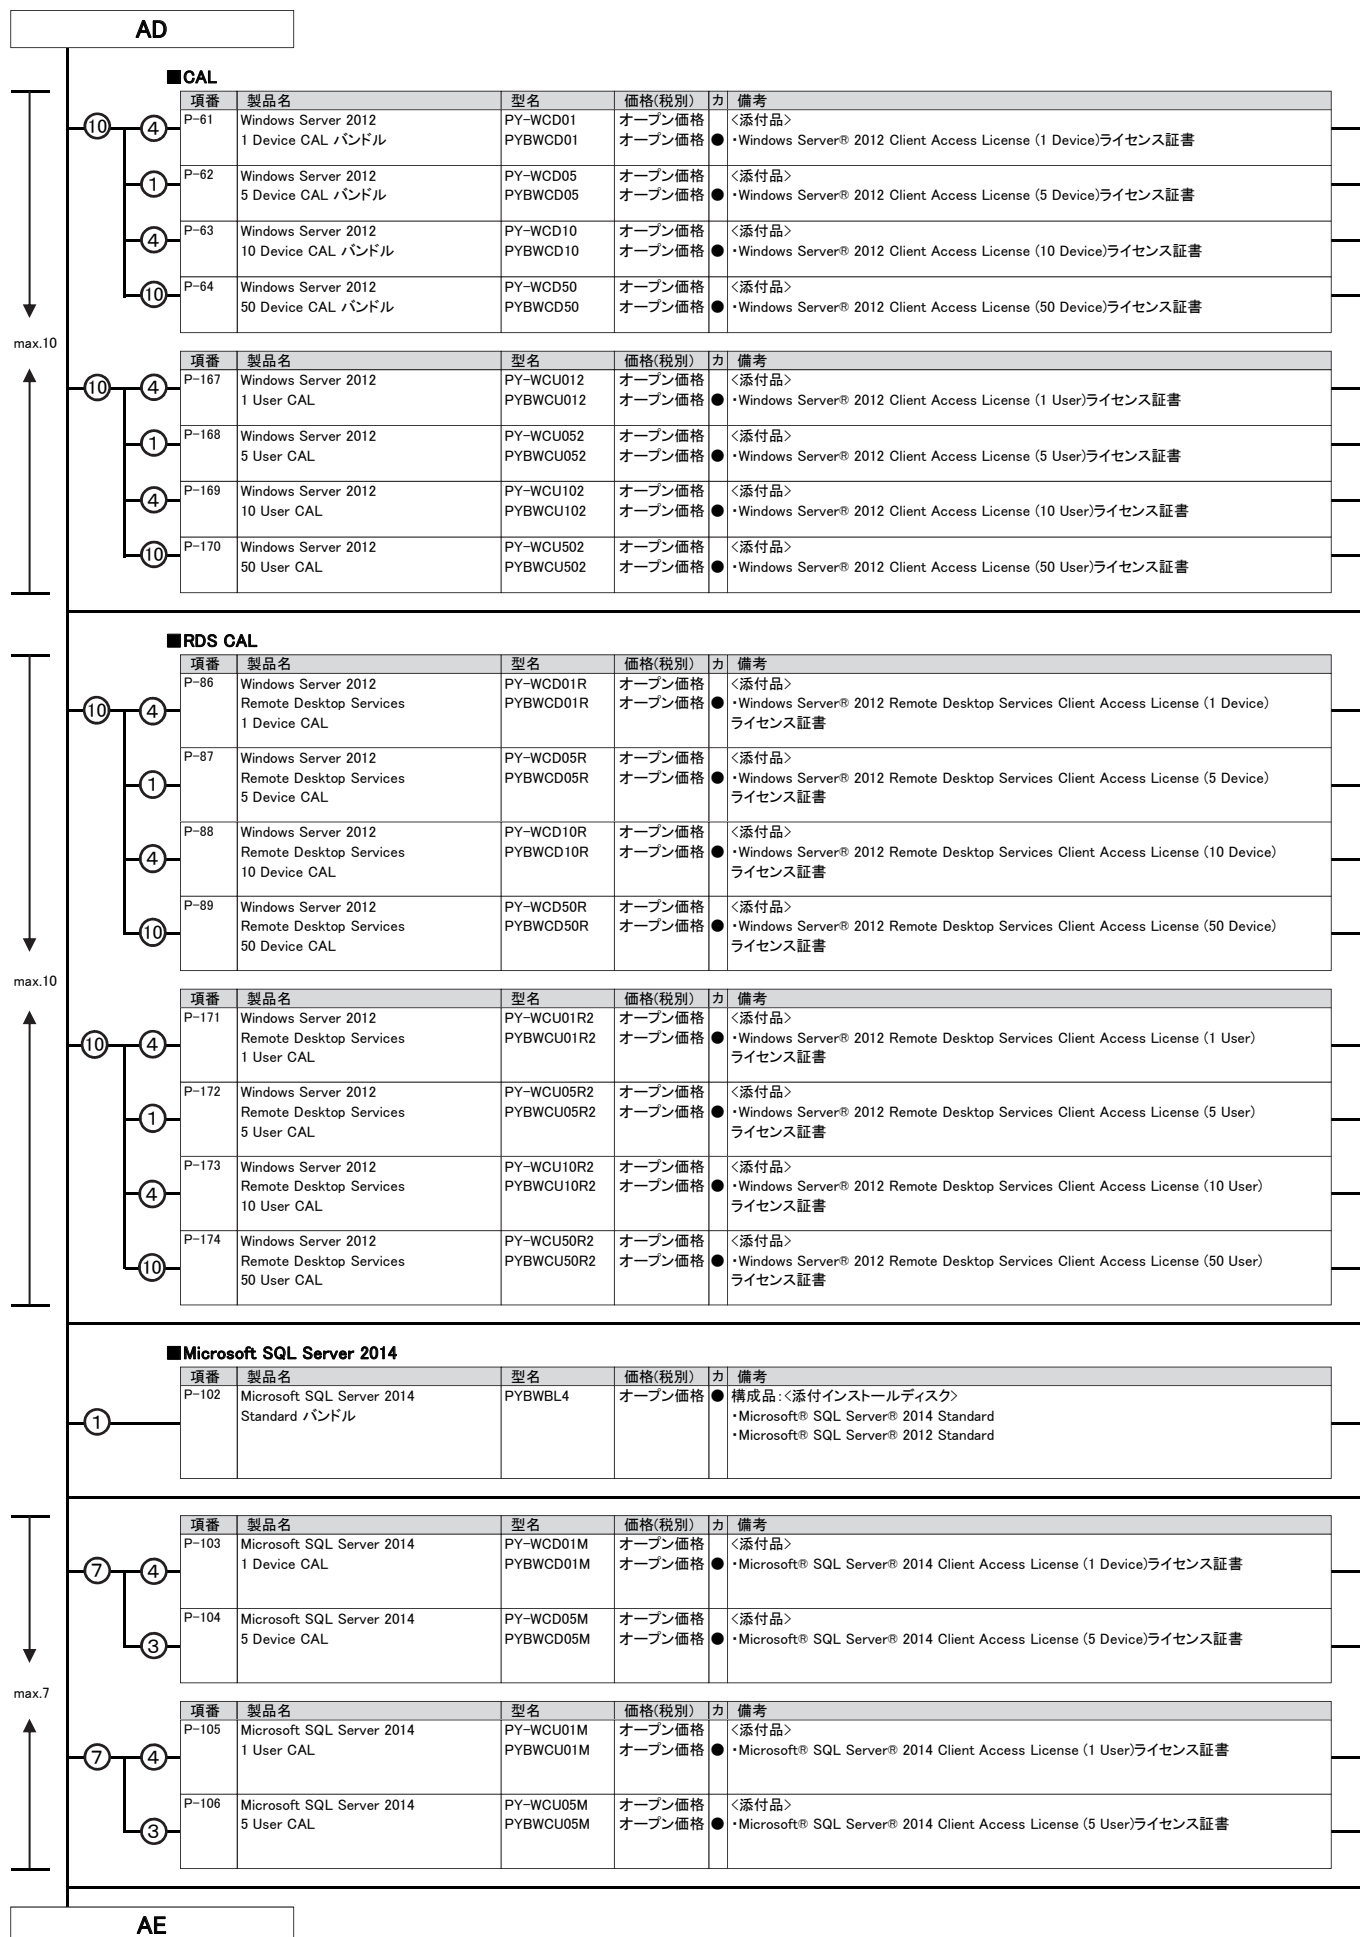 AD
■CAL
項番 製品名 型名 価格(税別) カ 備考
⑩ ④ P-61 Windows Server 2012 PY-WCD01 オープン価格 <添付品>
1 Device CAL バンドル PYBWCD01 オープン価格 ● ・Windows Server® 2012 Client Access License (1 Device)ライセンス証書
① P-62 Windows Server 2012 PY-WCD05 オープン価格 <添付品>
5 Device CAL バンドル PYBWCD05 オープン価格 ● ・Windows Server® 2012 Client Access License (5 Device)ライセンス証書
④ P-63 Windows Server 2012 PY-WCD10 オープン価格 <添付品>
10 Device CAL バンドル PYBWCD10 オープン価格 ● ・Windows Server® 2012 Client Access License (10 Device)ライセンス証書
⑩ P-64 Windows Server 2012 PY-WCD50 オープン価格 <添付品>
50 Device CAL バンドル PYBWCD50 オープン価格 ● ・Windows Server® 2012 Client Access License (50 Device)ライセンス証書
max.10
項番 製品名 型名 価格(税別) カ 備考
⑩ ④ P-167 Windows Server 2012 PY-WCU012 オープン価格 <添付品>
1 User CAL PYBWCU012 オープン価格 ● ・Windows Server® 2012 Client Access License (1 User)ライセンス証書
① P-168 Windows Server 2012 PY-WCU052 オープン価格 <添付品>
5 User CAL PYBWCU052 オープン価格 ● ・Windows Server® 2012 Client Access License (5 User)ライセンス証書
④ P-169 Windows Server 2012 PY-WCU102 オープン価格 <添付品>
10 User CAL PYBWCU102 オープン価格 ● ・Windows Server® 2012 Client Access License (10 User)ライセンス証書
⑩ P-170 Windows Server 2012 PY-WCU502 オープン価格 <添付品>
50 User CAL PYBWCU502 オープン価格 ● ・Windows Server® 2012 Client Access License (50 User)ライセンス証書
■RDS CAL
項番 製品名 型名 価格(税別) カ 備考
P-86 Windows Server 2012 PY-WCD01R オープン価格 <添付品>
⑩ ④ Remote Desktop Services PYBWCD01R オープン価格 ● ・Windows Server® 2012 Remote Desktop Services Client Access License (1 Device)
1 Device CAL ライセンス証書
P-87 Windows Server 2012 PY-WCD05R オープン価格 <添付品>
① Remote Desktop Services PYBWCD05R オープン価格 ● ・Windows Server® 2012 Remote Desktop Services Client Access License (5 Device)
5 Device CAL ライセンス証書
P-88 Windows Server 2012 PY-WCD10R オープン価格 <添付品>
④ Remote Desktop Services PYBWCD10R オープン価格 ● ・Windows Server® 2012 Remote Desktop Services Client Access License (10 Device)
10 Device CAL ライセンス証書
P-89 Windows Server 2012 PY-WCD50R オープン価格 <添付品>
⑩ Remote Desktop Services PYBWCD50R オープン価格 ● ・Windows Server® 2012 Remote Desktop Services Client Access License (50 Device)
50 Device CAL ライセンス証書
max.10
項番 製品名 型名 価格(税別) カ 備考
P-171 Windows Server 2012 PY-WCU01R2 オープン価格 <添付品>
⑩ ④ Remote Desktop Services PYBWCU01R2 オープン価格 ● ・Windows Server® 2012 Remote Desktop Services Client Access License (1 User)
1 User CAL ライセンス証書
P-172 Windows Server 2012 PY-WCU05R2 オープン価格 <添付品>
① Remote Desktop Services PYBWCU05R2 オープン価格 ● ・Windows Server® 2012 Remote Desktop Services Client Access License (5 User)
5 User CAL ライセンス証書
P-173 Windows Server 2012 PY-WCU10R2 オープン価格 <添付品>
④ Remote Desktop Services PYBWCU10R2 オープン価格 ● ・Windows Server® 2012 Remote Desktop Services Client Access License (10 User)
10 User CAL ライセンス証書
P-174 Windows Server 2012 PY-WCU50R2 オープン価格 <添付品>
⑩ Remote Desktop Services PYBWCU50R2 オープン価格 ● ・Windows Server® 2012 Remote Desktop Services Client Access License (50 User)
50 User CAL ライセンス証書
■Microsoft SQL Server 2014
項番 製品名 型名 価格(税別) カ 備考
P-102 Microsoft SQL Server 2014 PYBWBL4 オープン価格 ● 構成品:<添付インストールディスク>
① Standard バンドル ・Microsoft® SQL Server® 2014 Standard
・Microsoft® SQL Server® 2012 Standard
項番 製品名 型名 価格(税別) カ 備考
P-103 Microsoft SQL Server 2014 PY-WCD01M オープン価格 <添付品>
⑦ ④ 1 Device CAL PYBWCD01M オープン価格 ● ・Microsoft® SQL Server® 2014 Client Access License (1 Device)ライセンス証書
P-104 Microsoft SQL Server 2014 PY-WCD05M オープン価格 <添付品>
③ 5 Device CAL PYBWCD05M オープン価格 ● ・Microsoft® SQL Server® 2014 Client Access License (5 Device)ライセンス証書
max.7
項番 製品名 型名 価格(税別) カ 備考
P-105 Microsoft SQL Server 2014 PY-WCU01M オープン価格 <添付品>
⑦ ④ 1 User CAL PYBWCU01M オープン価格 ● ・Microsoft® SQL Server® 2014 Client Access License (1 User)ライセンス証書
P-106 Microsoft SQL Server 2014 PY-WCU05M オープン価格 <添付品>
③ 5 User CAL PYBWCU05M オープン価格 ● ・Microsoft® SQL Server® 2014 Client Access License (5 User)ライセンス証書
AE